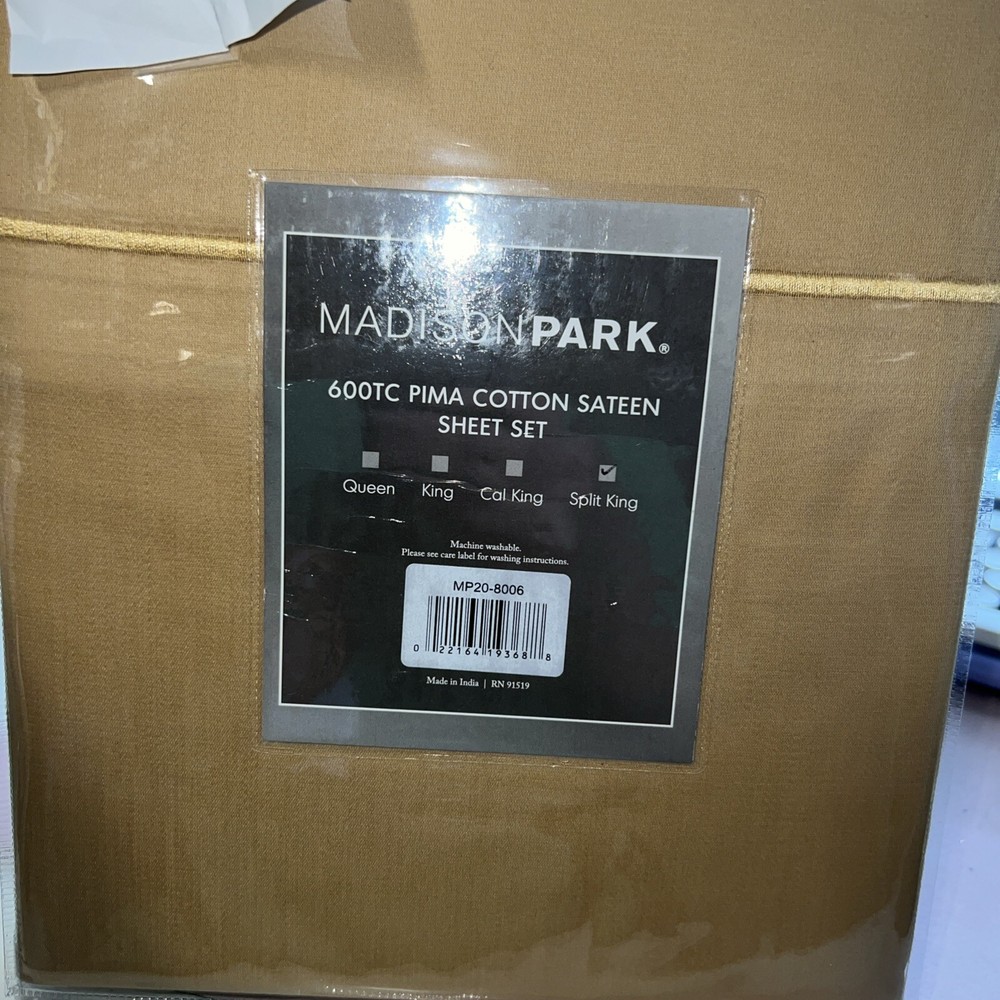 MADISONPARK®
600TC PIMA COTTON SATEEN
SHEET SET
Queen King Cal King Split King
Machine washable.
Please see care label for washing instructions.
MP20-8006
0 22164 19368 8
Made in India | RN 91519